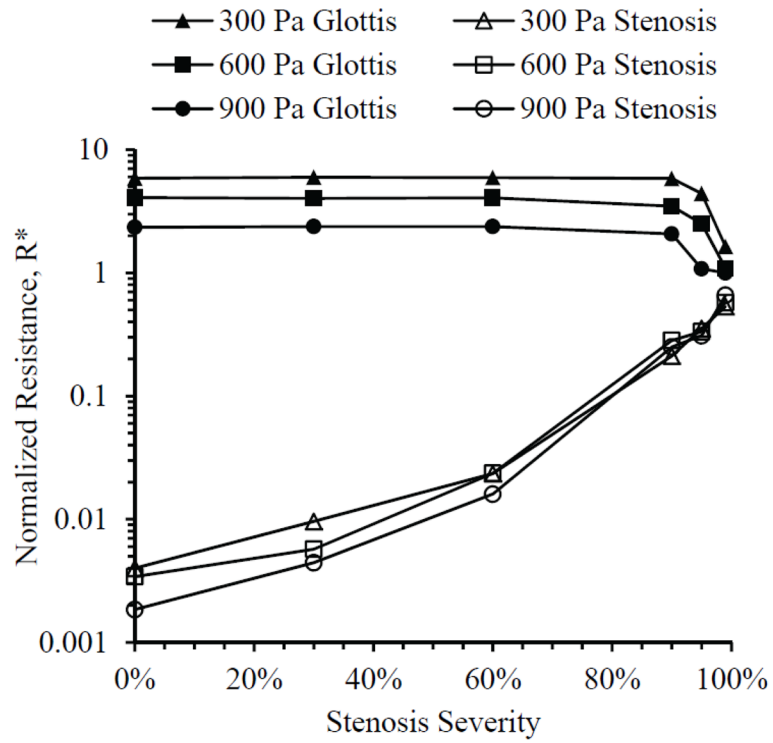 300 Pa Glottis 300 Pa Stenosis
600 Pa Glottis 600 Pa Stenosis
900 Pa Glottis 900 Pa Stenosis
10
1
0.1
0.01
0.001
Normalized Resistance, R*
0% 20% 40% 60% 80% 100%
Stenosis Severity